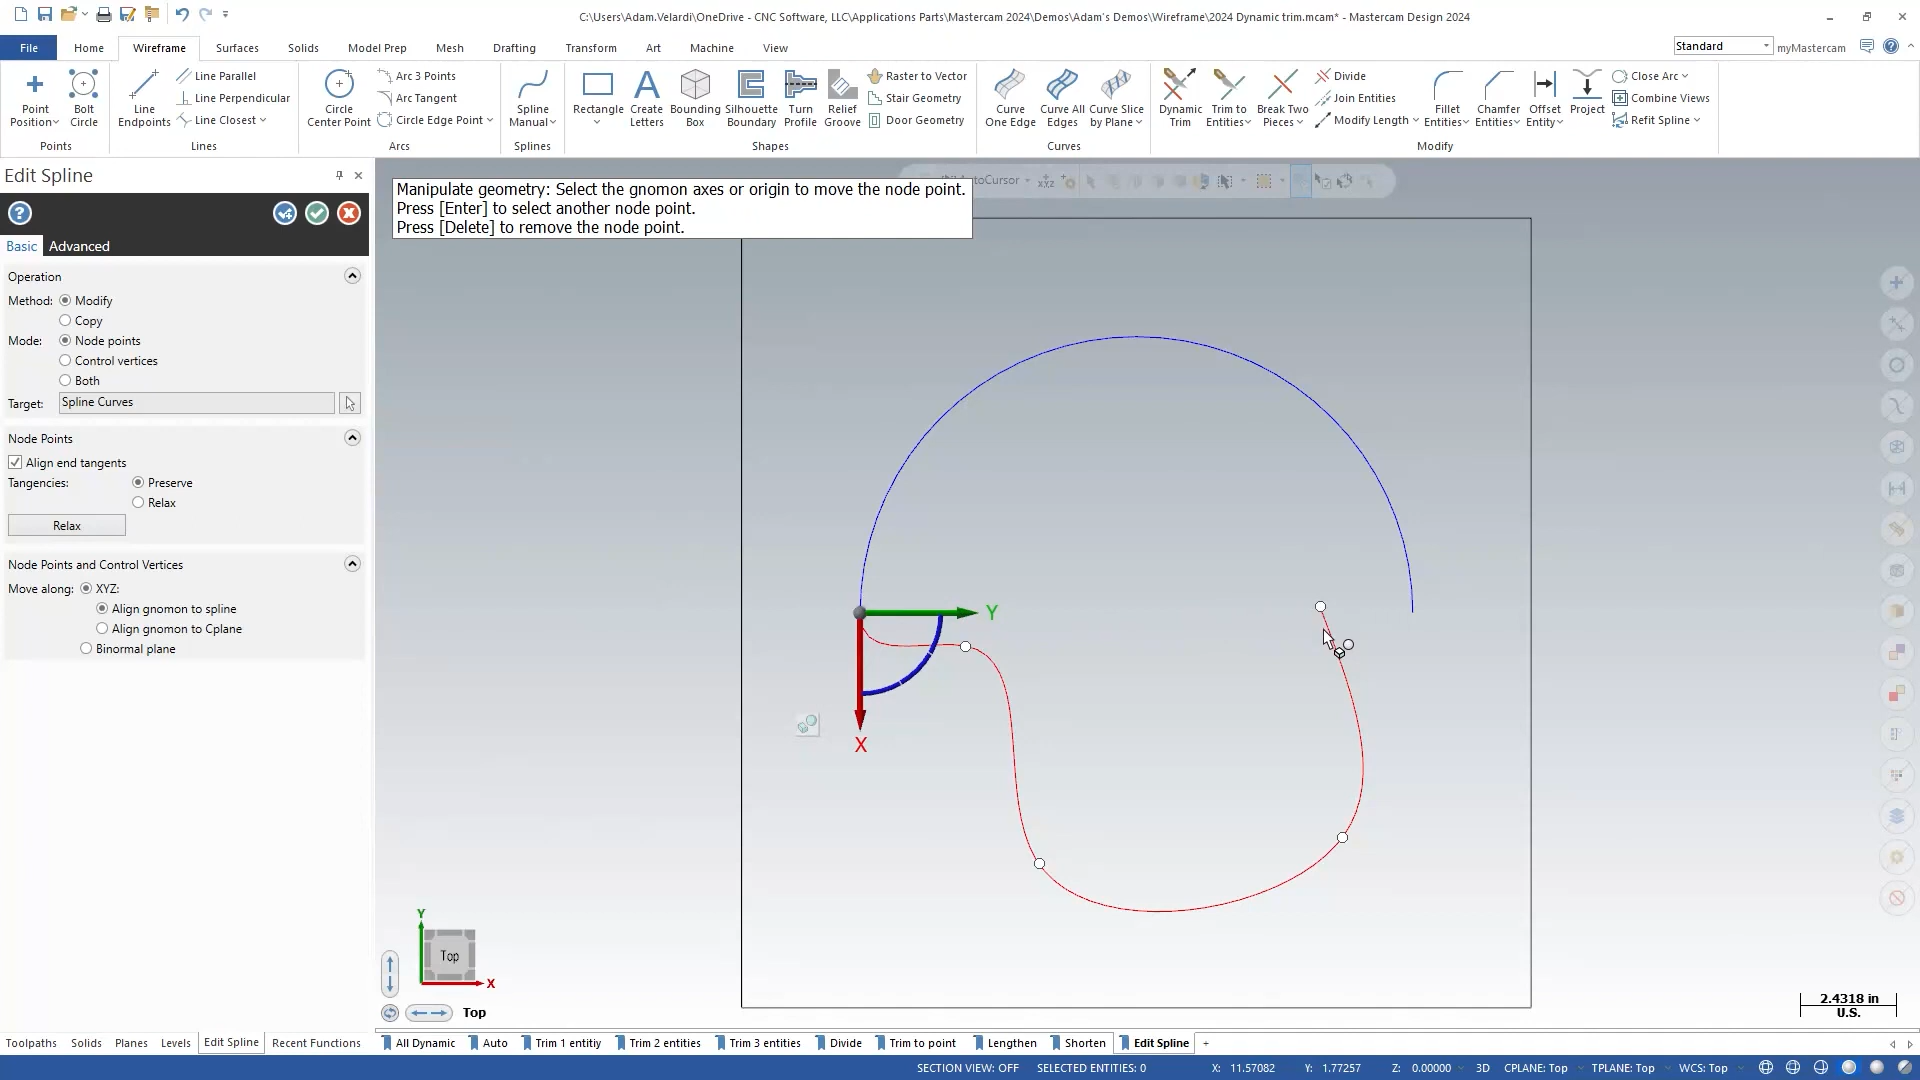 C:\Users\Adam.Velardi\OneDrive - CNC Software, LLC\Applications Parts\Mastercam 2024\Demos\Adam's Demos\Wireframe\2024 Dynamic trim.mcam* - Mastercam Design 2024
File Home Wireframe Surfaces Solids Model Prep Mesh Drafting Transform Art Machine View
Standard
myMastercam
Point Position
Bolt Circle
Points
Line Endpoints
Line Parallel
Line Perpendicular
Line Closest
Lines
Circle Center Point
Arc 3 Points
Arc Tangent
Circle Edge Point
Arcs
Spline Manual
Splines
Rectangle
Create Letters
Bounding Box
Silhouette Boundary
Turn Profile
Relief Groove
Raster to Vector
Stair Geometry
Door Geometry
Shapes
Curve One Edge
Curve All Edges
Curve Slice by Plane
Curves
Dynamic Trim
Trim to Entities
Break Two Pieces
Divide
Join Entities
Modify Length
Fillet Entities
Chamfer Entities
Offset Entity
Project
Close Arc
Combine Views
Refit Spline
Modify
Edit Spline
Basic Advanced
Operation
Method: Modify
Copy
Mode: Node points
Control vertices
Both
Target: Spline Curves
Node Points
Align end tangents
Tangencies: Preserve
Relax
Relax
Node Points and Control Vertices
Move along: XYZ:
Align gnomon to spline
Align gnomon to Cplane
Binormal plane
Manipulate geometry: Select the gnomon axes or origin to move the node point.
Press [Enter] to select another node point.
Press [Delete] to remove the node point.
AutoCursor
Y
X
Y
Top
X
Top
2.4318 in
U.S.
Toolpaths Solids Planes Levels Edit Spline Recent Functions
All Dynamic Auto Trim 1 entitiy Trim 2 entities Trim 3 entities Divide Trim to point Lengthen Shorten Edit Spline +
SECTION VIEW: OFF SELECTED ENTITIES: 0 X: 11.57082 Y: 1.77257 Z: 0.00000 3D CPLANE: Top TPLANE: Top WCS: Top